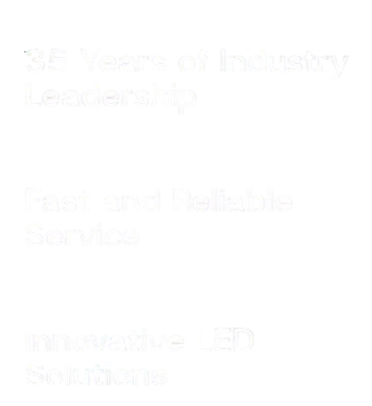 35 Years of Industry
Leadership
Fast and Reliable
Service
Innovative LED
Solutions